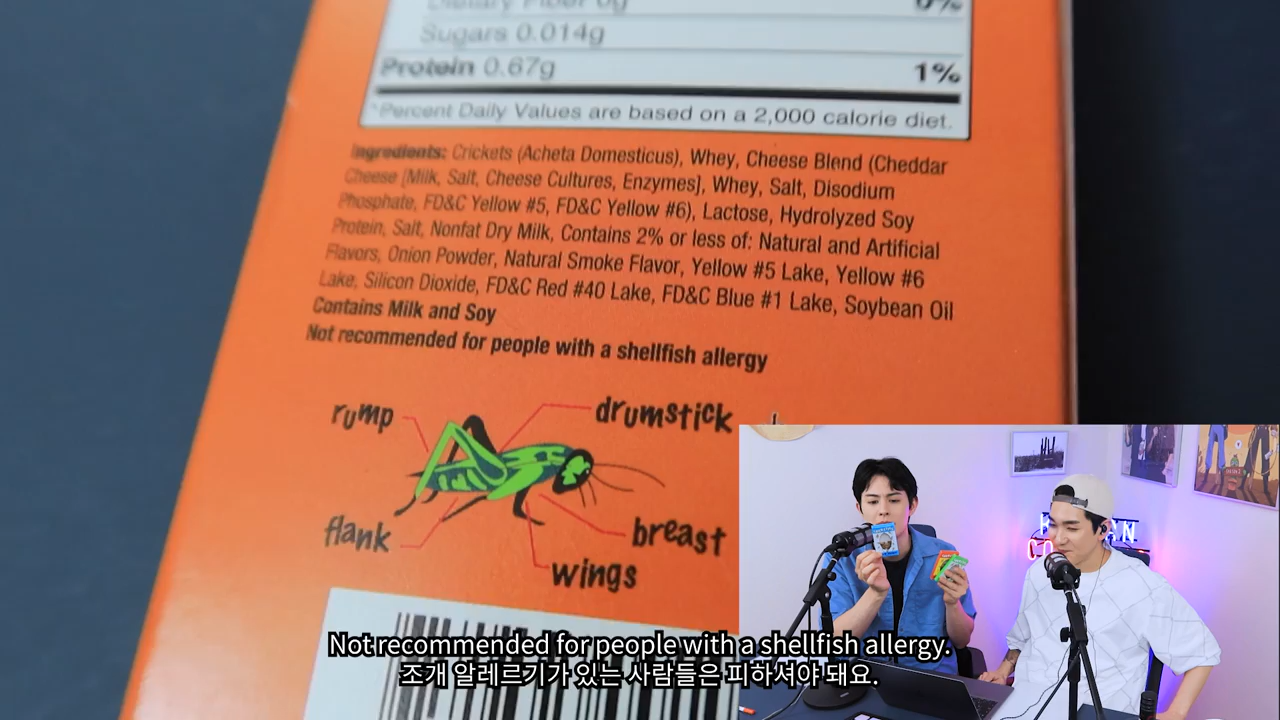 Dietary Fiber 0g 0%
Sugars 0.014g
Protein 0.67g 1%
*Percent Daily Values are based on a 2,000 calorie diet.
Ingredients: Crickets (Acheta Domesticus), Whey, Cheese Blend (Cheddar
Cheese [Milk, Salt, Cheese Cultures, Enzymes], Whey, Salt, Disodium
Phosphate, FD&C Yellow #5, FD&C Yellow #6), Lactose, Hydrolyzed Soy
Protein, Salt, Nonfat Dry Milk, Contains 2% or less of: Natural and Artificial
Flavors, Onion Powder, Natural Smoke Flavor, Yellow #5 Lake, Yellow #6
Lake, Silicon Dioxide, FD&C Red #40 Lake, FD&C Blue #1 Lake, Soybean Oil
Contains Milk and Soy
Not recommended for people with a shellfish allergy
rump
drumstick
flank
breast
wings
Not recommended for people with a shellfish allergy.
조개 알레르기가 있는 사람들은 피하셔야 돼요.